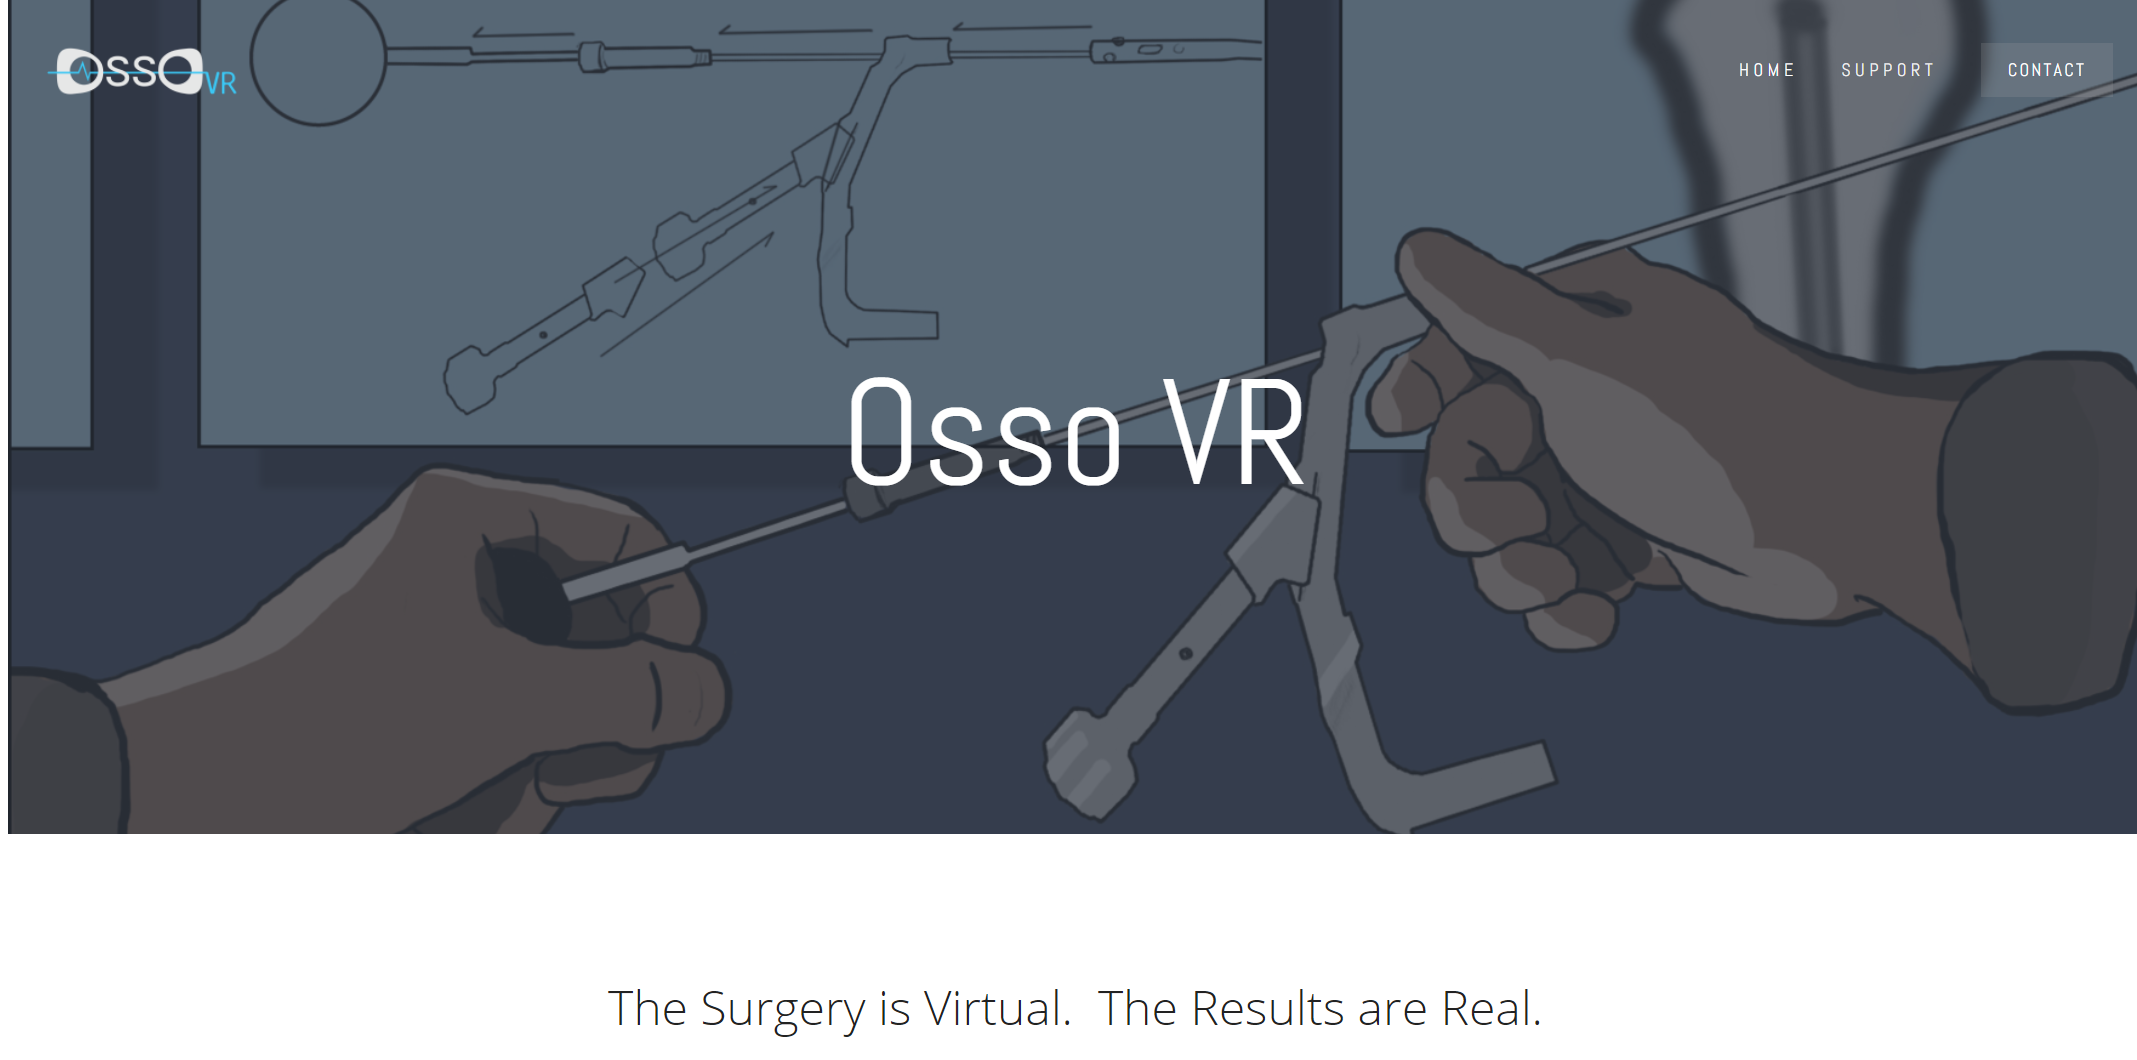 OSSO VR
HOME SUPPORT CONTACT
Osso VR
The Surgery is Virtual. The Results are Real.